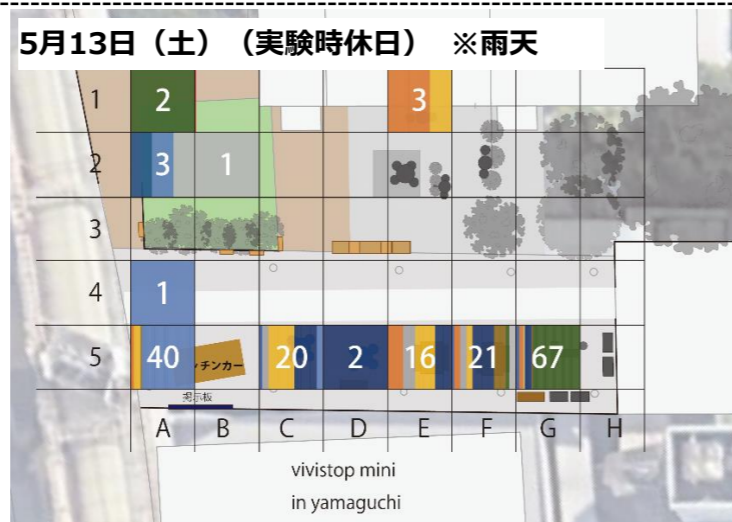 5月13日（土）（実験時休日） ※雨天
1 2 3
2 3 1
3
4 1
5 40 ッチンカー 20 2 16 21 67
掲示板
A B C D E F G H
vivistop mini
in yamaguchi